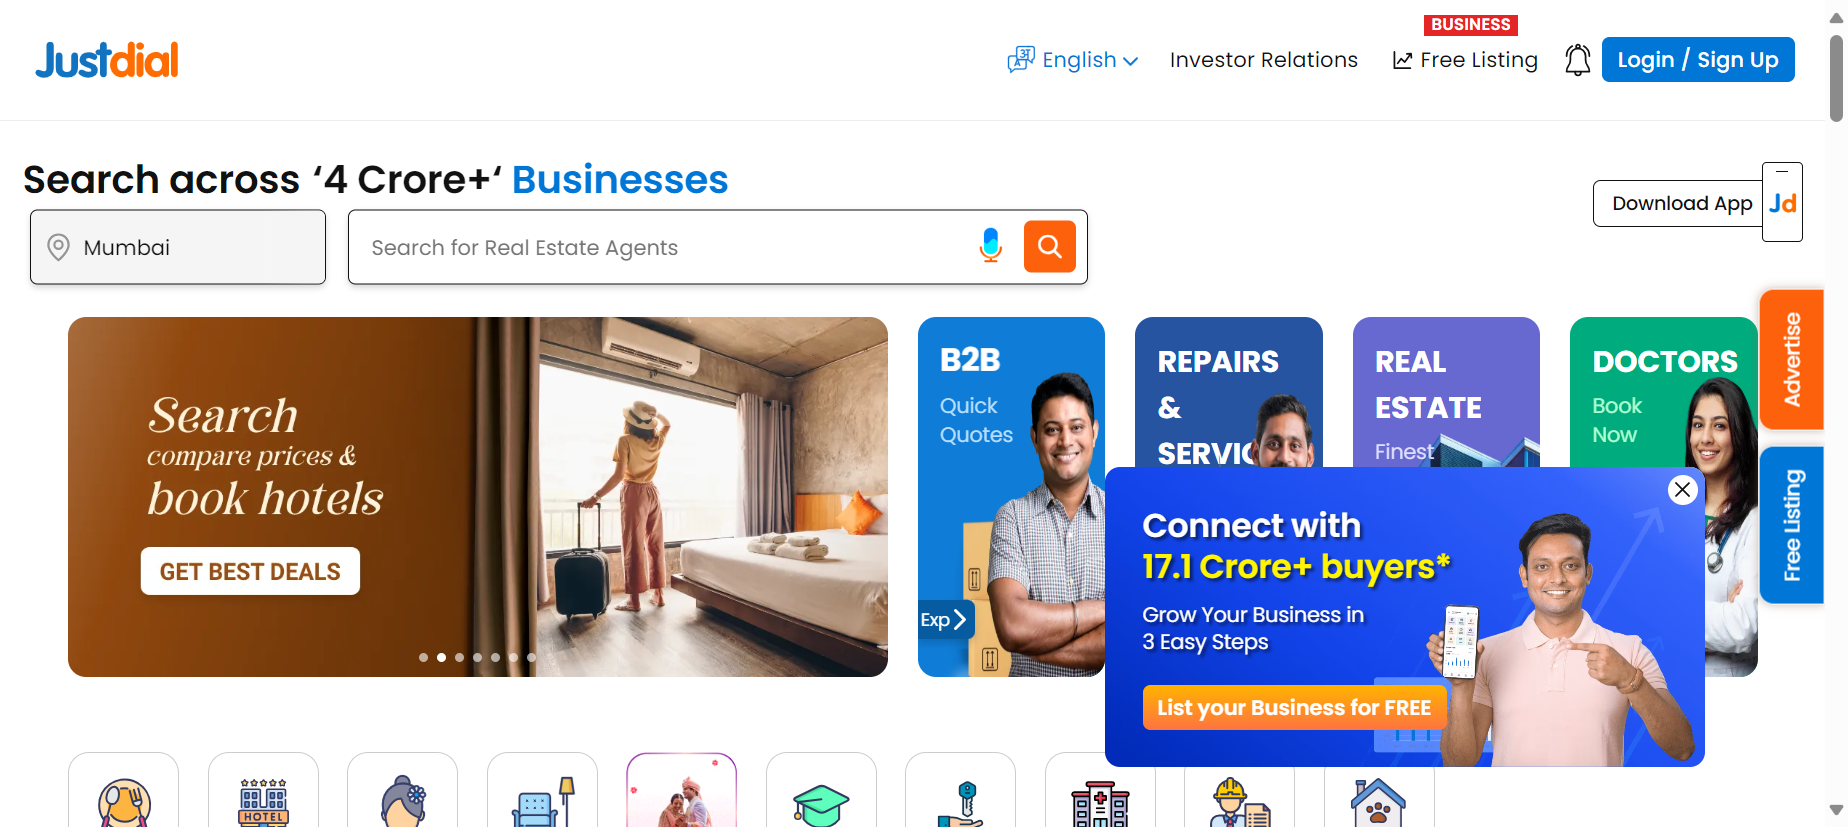 Justdial
English
Investor Relations
BUSINESS
Free Listing
Login / Sign Up
Search across ‘4 Crore+‘ Businesses
Mumbai
Search for Real Estate Agents
Download App
Jd
Search
compare prices &
book hotels
GET BEST DEALS
B2B
Quick
Quotes
Exp
REPAIRS
&
SERVIC
REAL
ESTATE
Finest
DOCTORS
Book
Now
Advertise
Free Listing
Connect with
17.1 Crore+ buyers*
Grow Your Business in
3 Easy Steps
List your Business for FREE
HOTEL